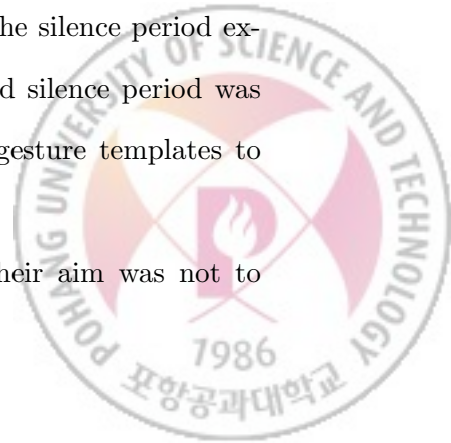 he silence period ex-
d silence period was
gesture templates to
heir aim was not to
POHANG UNIVERSITY OF SCIENCE AND TECHNOLOGY
1986
포항공과대학교